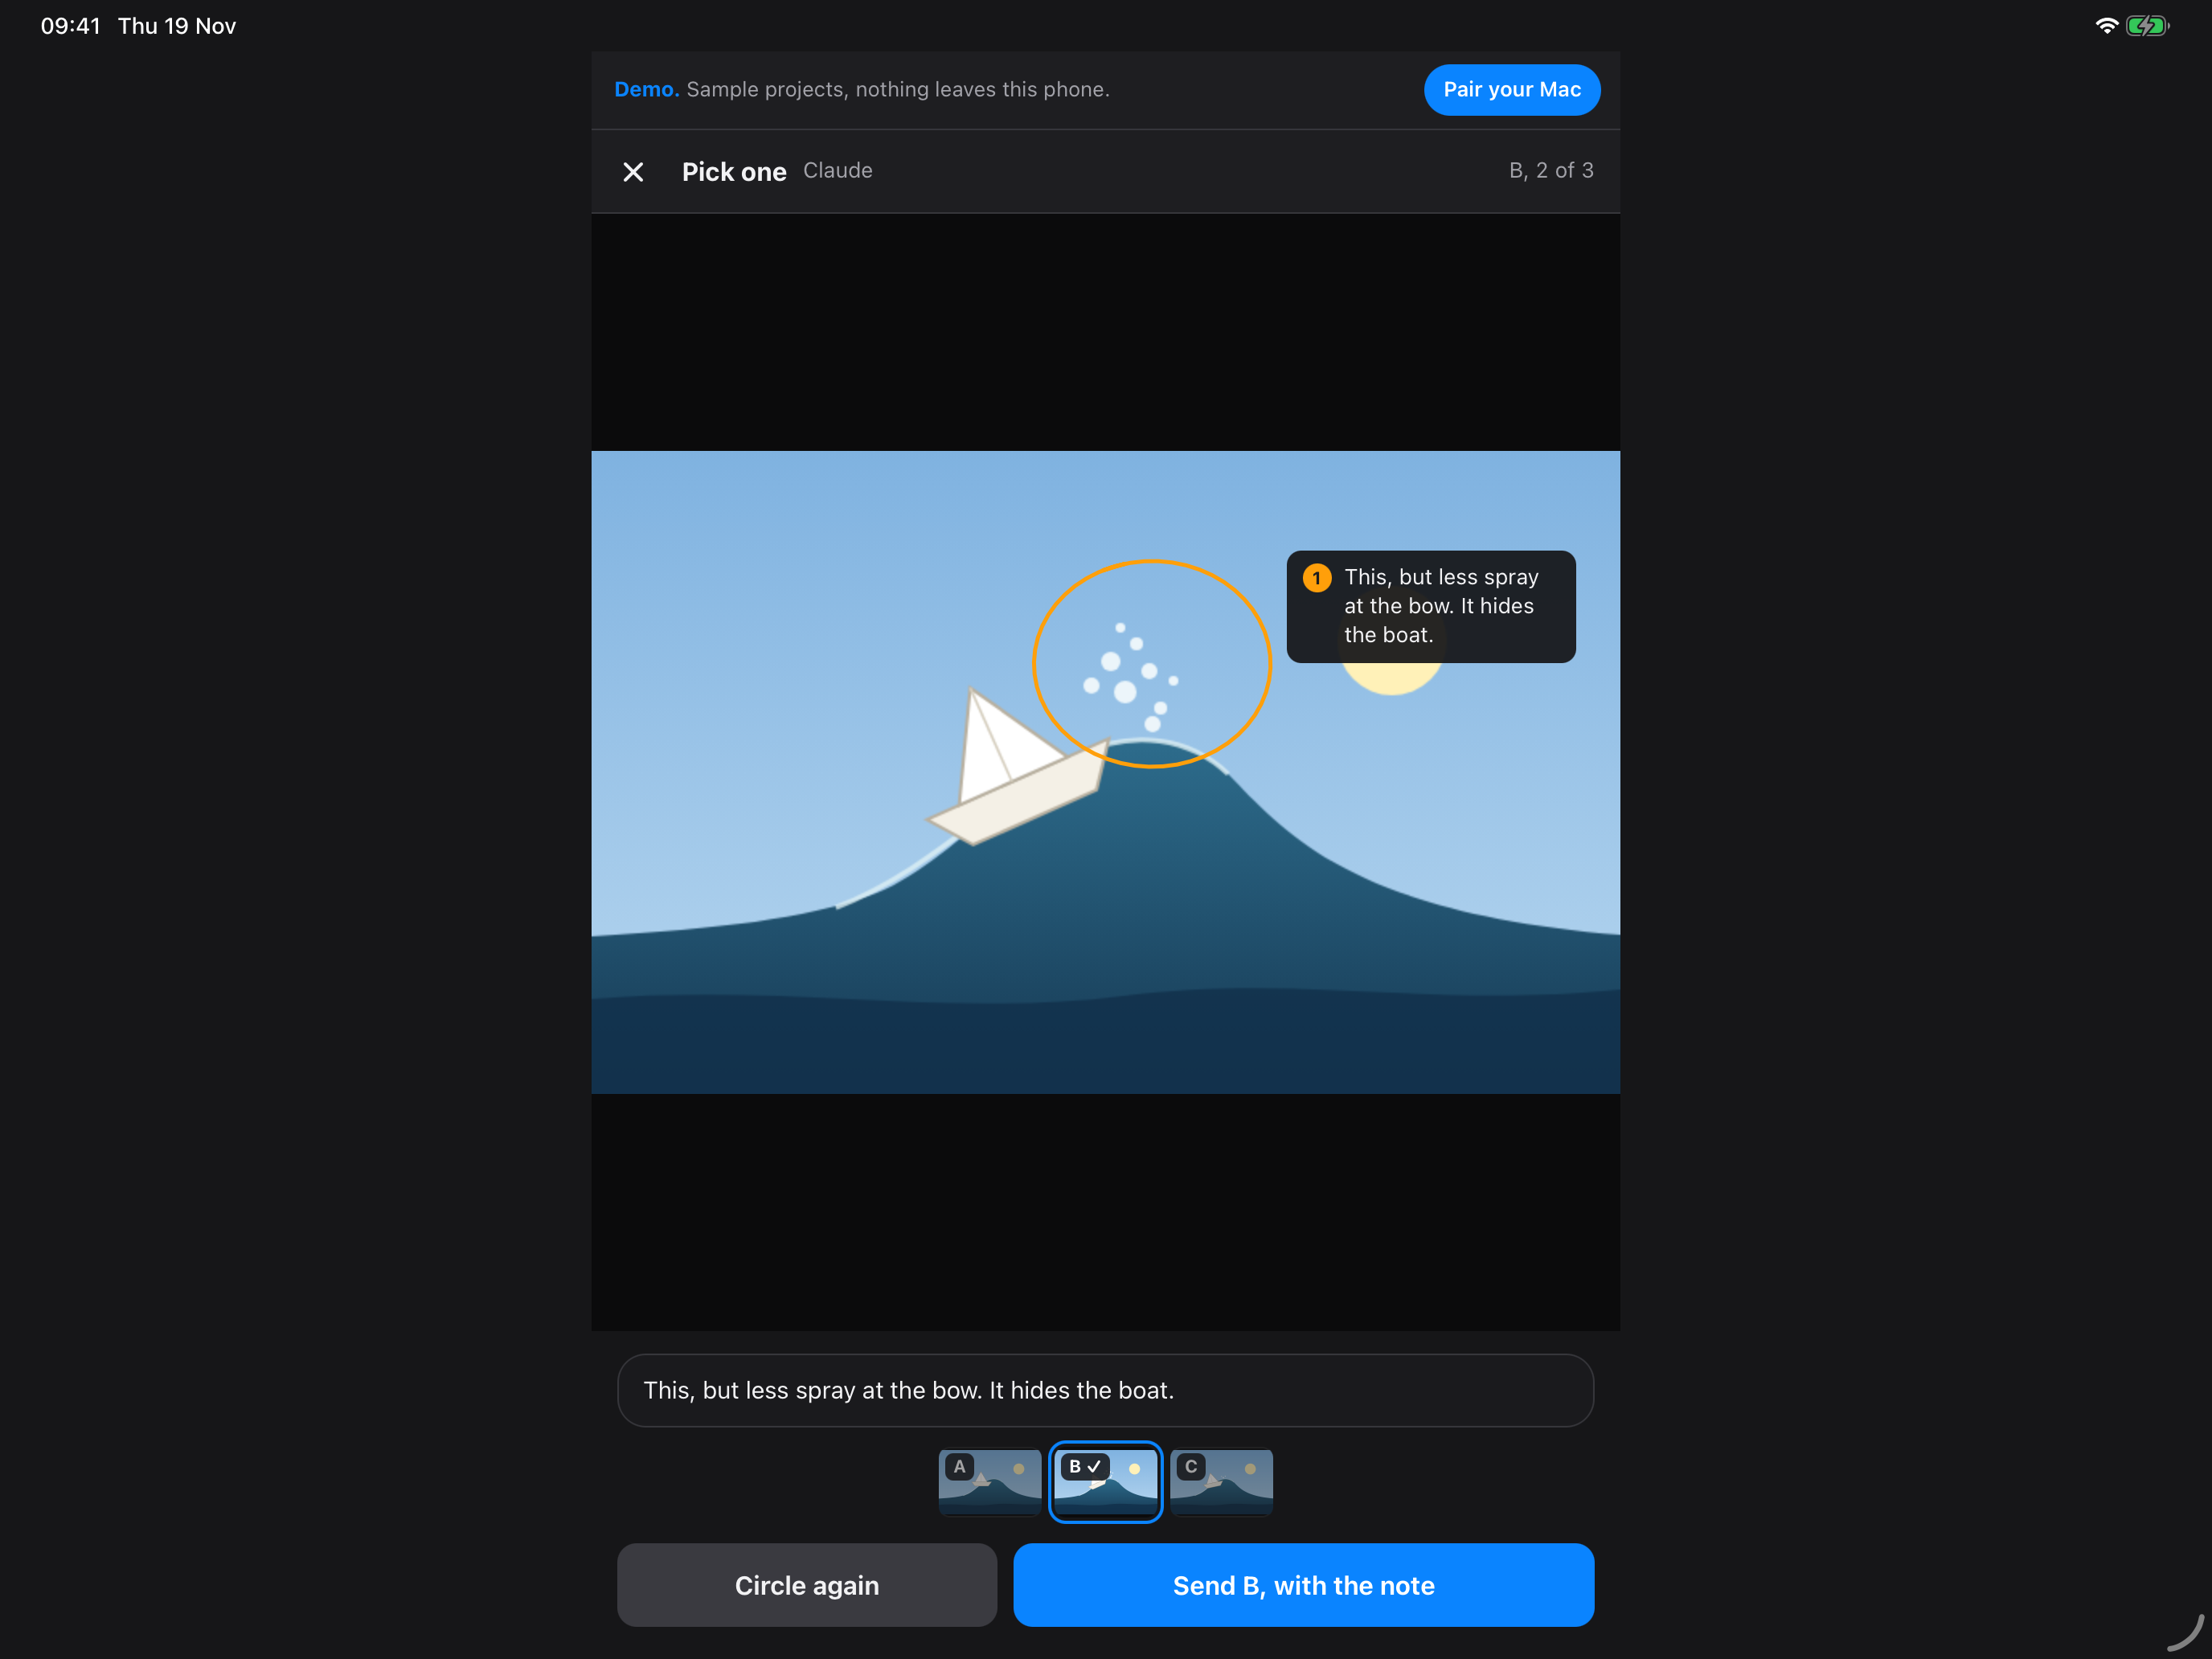 09:41 Thu 19 Nov
Demo. Sample projects, nothing leaves this phone.
Pair your Mac
Pick one Claude
B, 2 of 3
1 This, but less spray
at the bow. It hides
the boat.
This, but less spray at the bow. It hides the boat.
A
B
C
Circle again
Send B, with the note